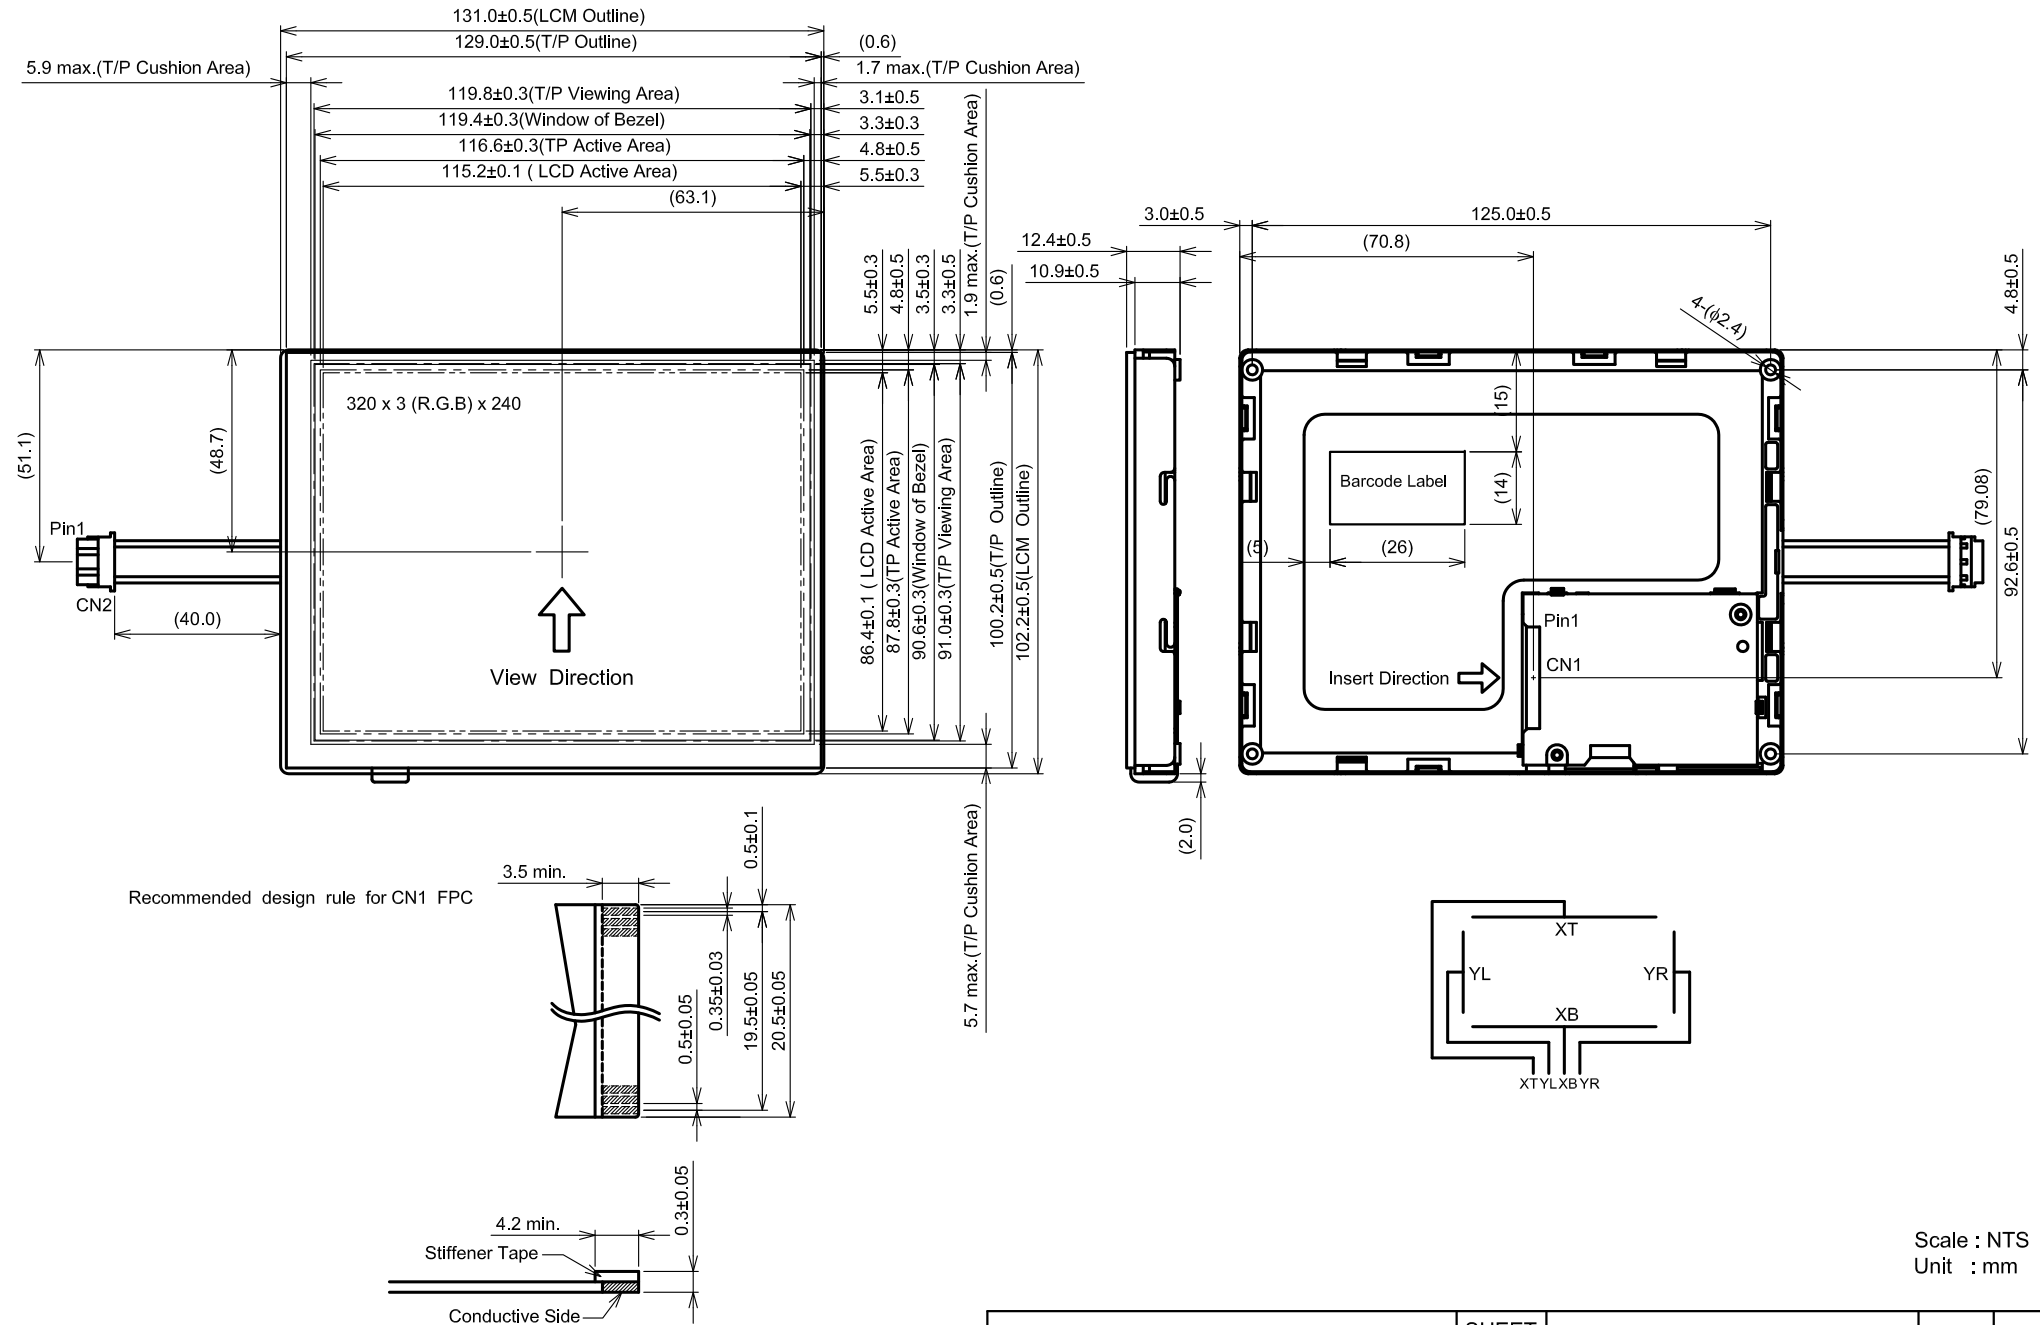 131.0±0.5(LCM Outline)
129.0±0.5(T/P Outline)
(0.6)
5.9 max.(T/P Cushion Area)
1.7 max.(T/P Cushion Area)
119.8±0.3(T/P Viewing Area)
3.1±0.5
119.4±0.3(Window of Bezel)
3.3±0.3
116.6±0.3(TP Active Area)
4.8±0.5
115.2±0.1 ( LCD Active Area)
5.5±0.3
(63.1)
5.5±0.3
4.8±0.5
3.5±0.3
3.3±0.5
1.9 max.(T/P Cushion Area)
(0.6)
320 x 3 (R.G.B) x 240
(51.1)
(48.7)
Pin1
CN2
(40.0)
View Direction
86.4±0.1 ( LCD Active Area)
87.8±0.3(TP Active Area)
90.6±0.3(Window of Bezel)
91.0±0.3(T/P Viewing Area)
100.2±0.5(T/P Outline)
102.2±0.5(LCM Outline)
5.7 max.(T/P Cushion Area)
12.4±0.5
10.9±0.5
(2.0)
3.0±0.5
125.0±0.5
(70.8)
4-(ϕ2.4)
4.8±0.5
(15)
Barcode Label
(14)
(5)
(26)
(79.08)
92.6±0.5
Pin1
CN1
Insert Direction
Recommended design rule for CN1 FPC
3.5 min.
0.5±0.1
0.5±0.05
0.35±0.03
19.5±0.05
20.5±0.05
4.2 min.
0.3±0.05
Stiffener Tape
Conductive Side
XT
YL
YR
XB
XT YL XB YR
Scale : NTS
Unit : mm
SHEET